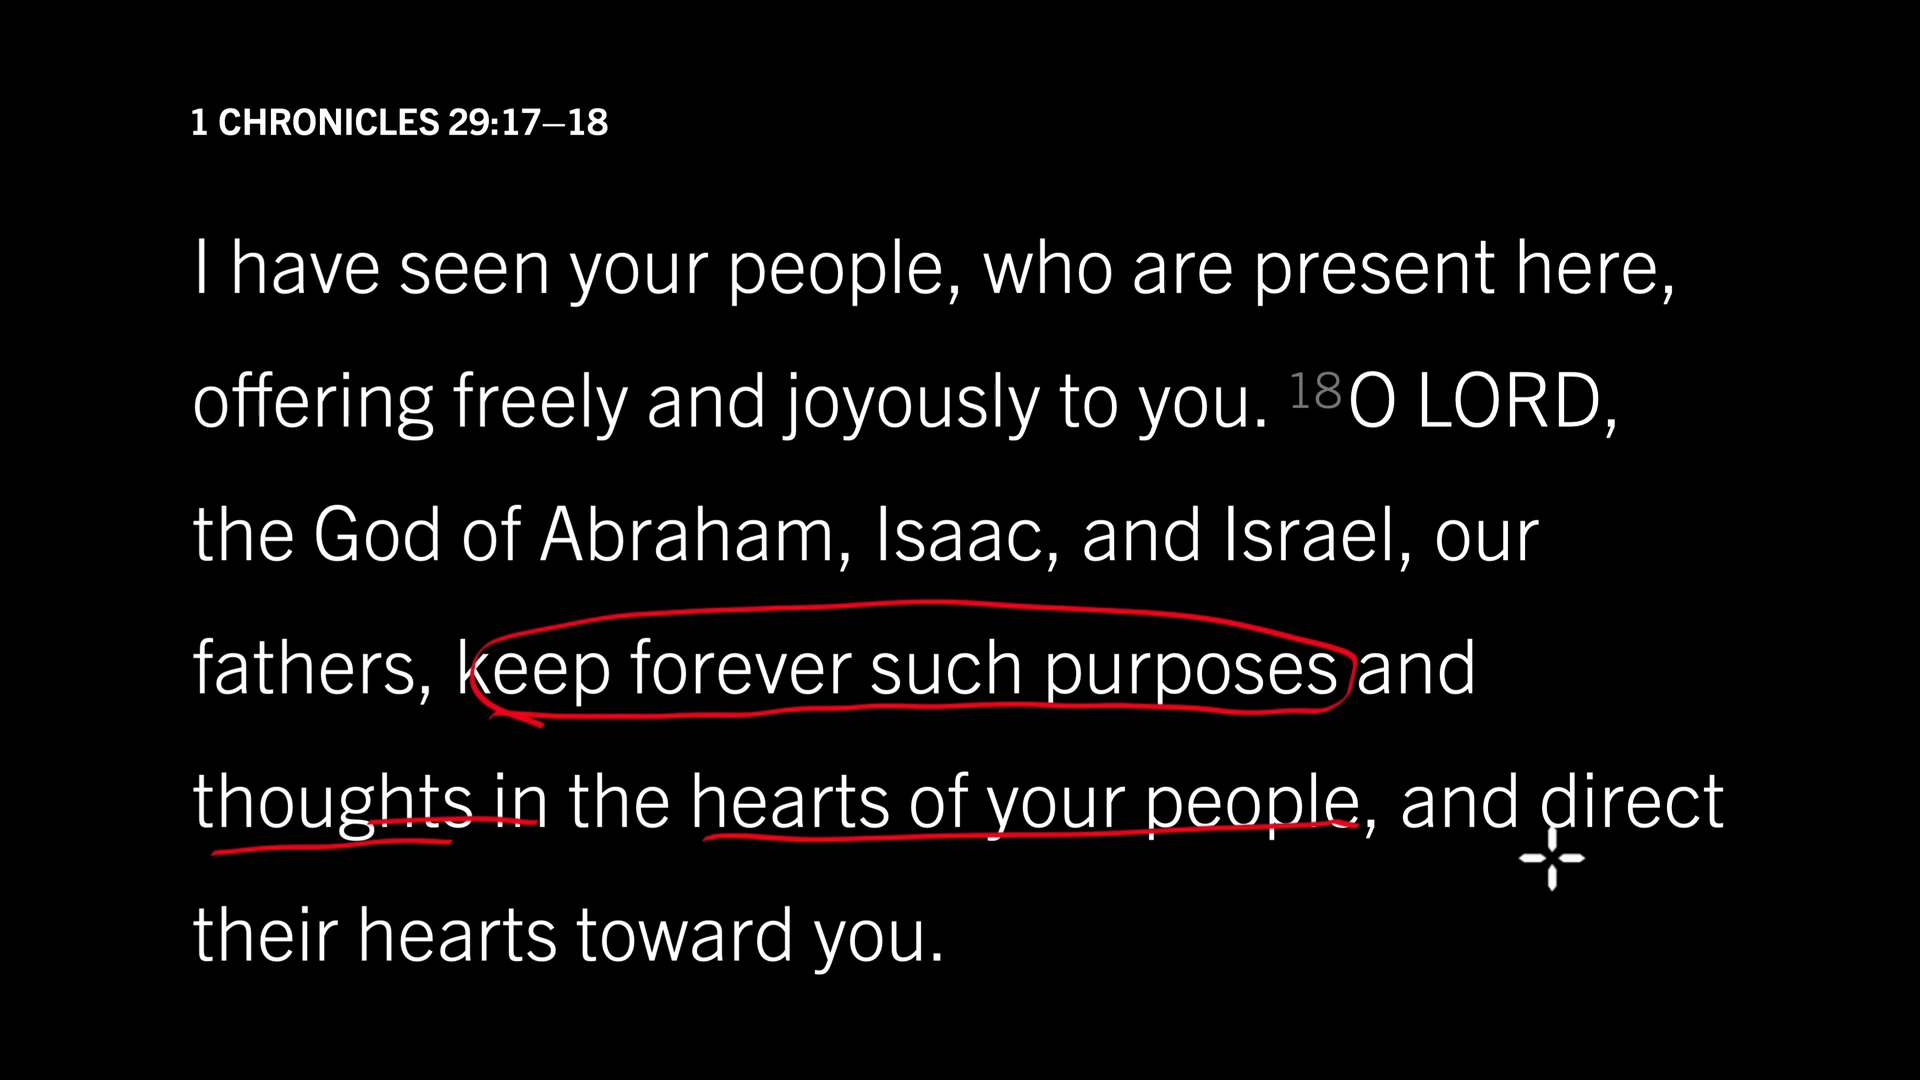 1 CHRONICLES 29:17–18
I have seen your people, who are present here,
offering freely and joyously to you. 18 O LORD,
the God of Abraham, Isaac, and Israel, our
fathers, keep forever such purposes and
thoughts in the hearts of your people, and direct
their hearts toward you.